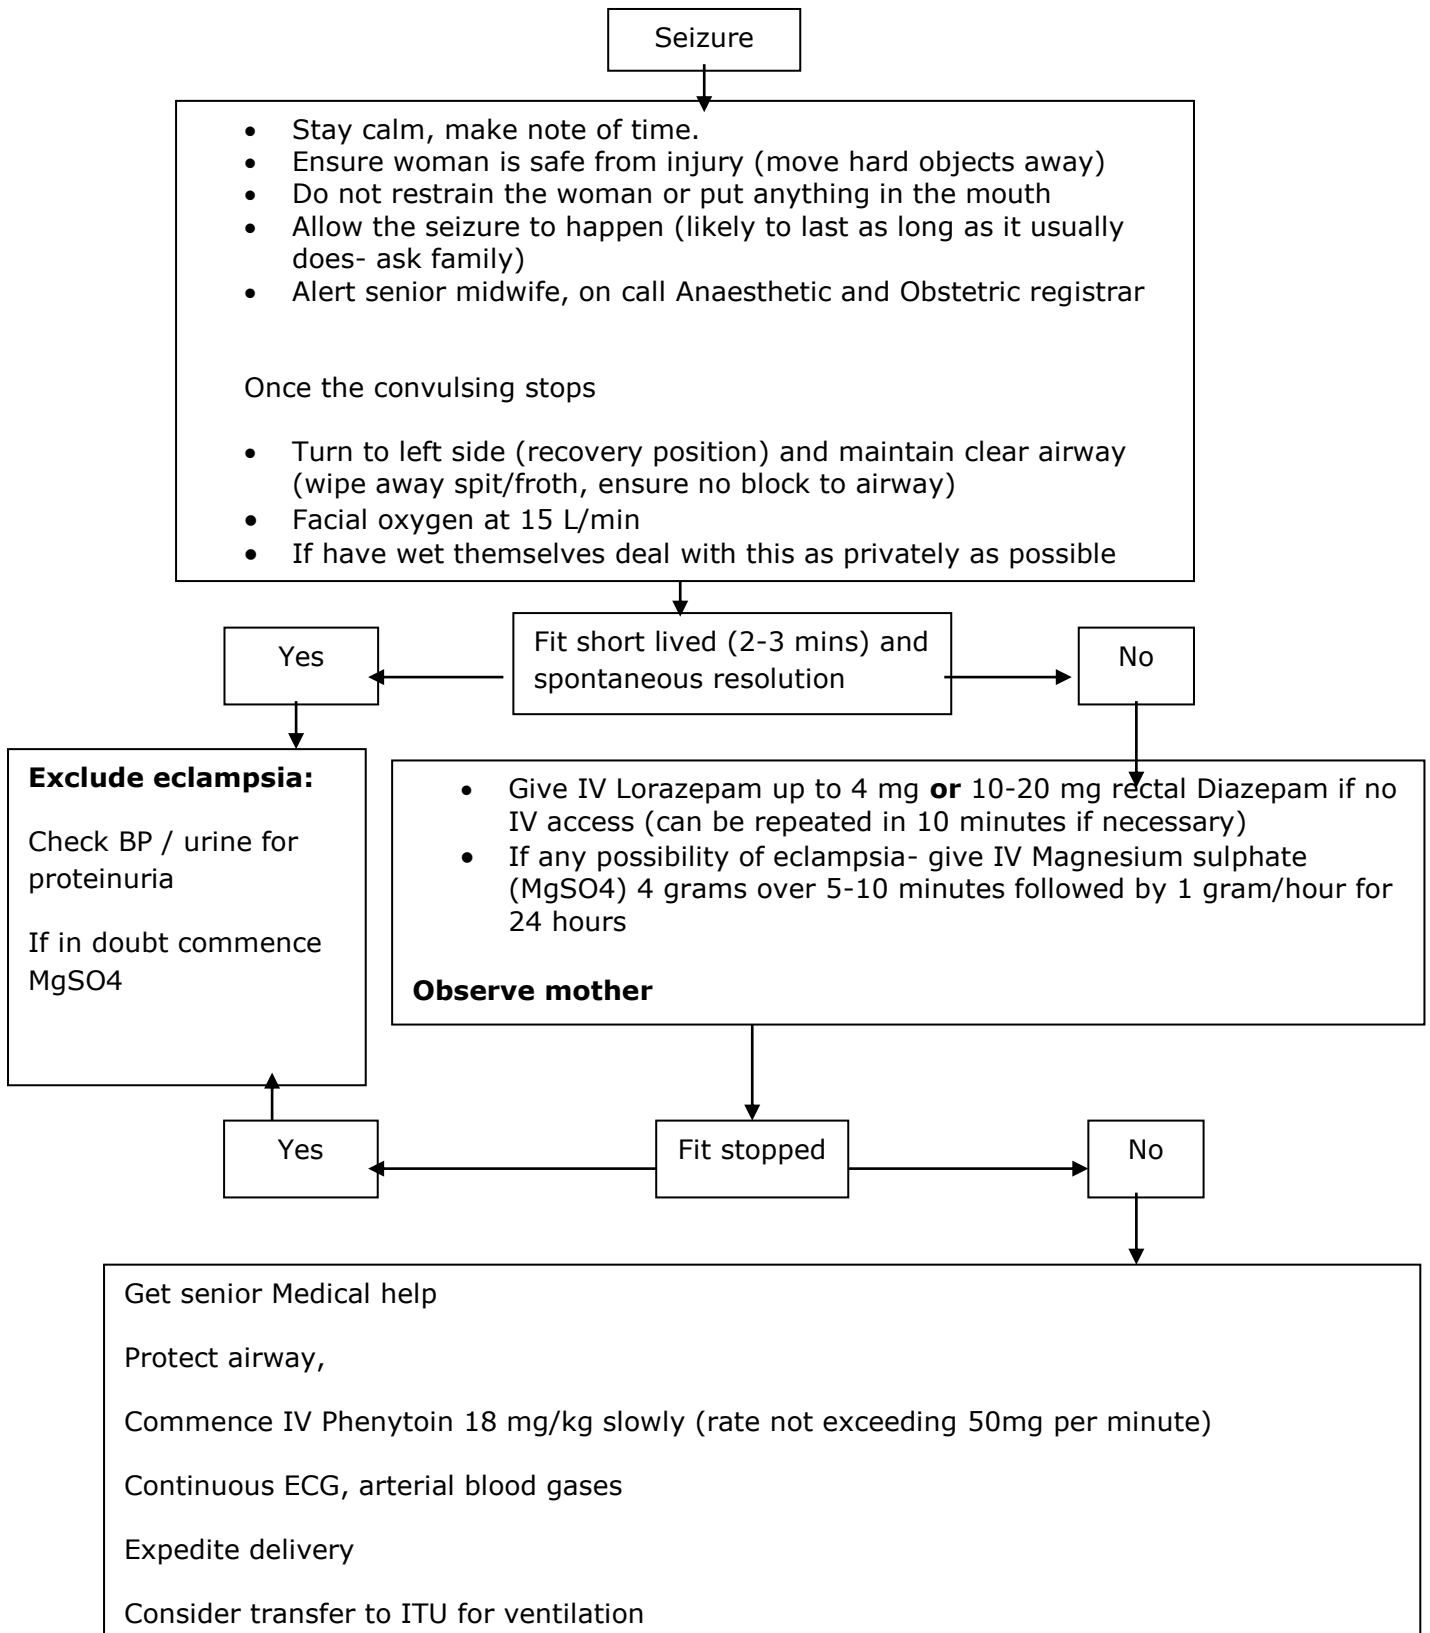 Seizure
• Stay calm, make note of time.
• Ensure woman is safe from injury (move hard objects away)
• Do not restrain the woman or put anything in the mouth
• Allow the seizure to happen (likely to last as long as it usually
does- ask family)
• Alert senior midwife, on call Anaesthetic and Obstetric registrar
Once the convulsing stops
• Turn to left side (recovery position) and maintain clear airway
(wipe away spit/froth, ensure no block to airway)
• Facial oxygen at 15 L/min
• If have wet themselves deal with this as privately as possible
Fit short lived (2-3 mins) and
spontaneous resolution
Yes
No
Exclude eclampsia:
Check BP / urine for
proteinuria
If in doubt commence
MgSO4
• Give IV Lorazepam up to 4 mg or 10-20 mg rectal Diazepam if no
IV access (can be repeated in 10 minutes if necessary)
• If any possibility of eclampsia- give IV Magnesium sulphate
(MgSO4) 4 grams over 5-10 minutes followed by 1 gram/hour for
24 hours
Observe mother
Yes
Fit stopped
No
Get senior Medical help
Protect airway,
Commence IV Phenytoin 18 mg/kg slowly (rate not exceeding 50mg per minute)
Continuous ECG, arterial blood gases
Expedite delivery
Consider transfer to ITU for ventilation